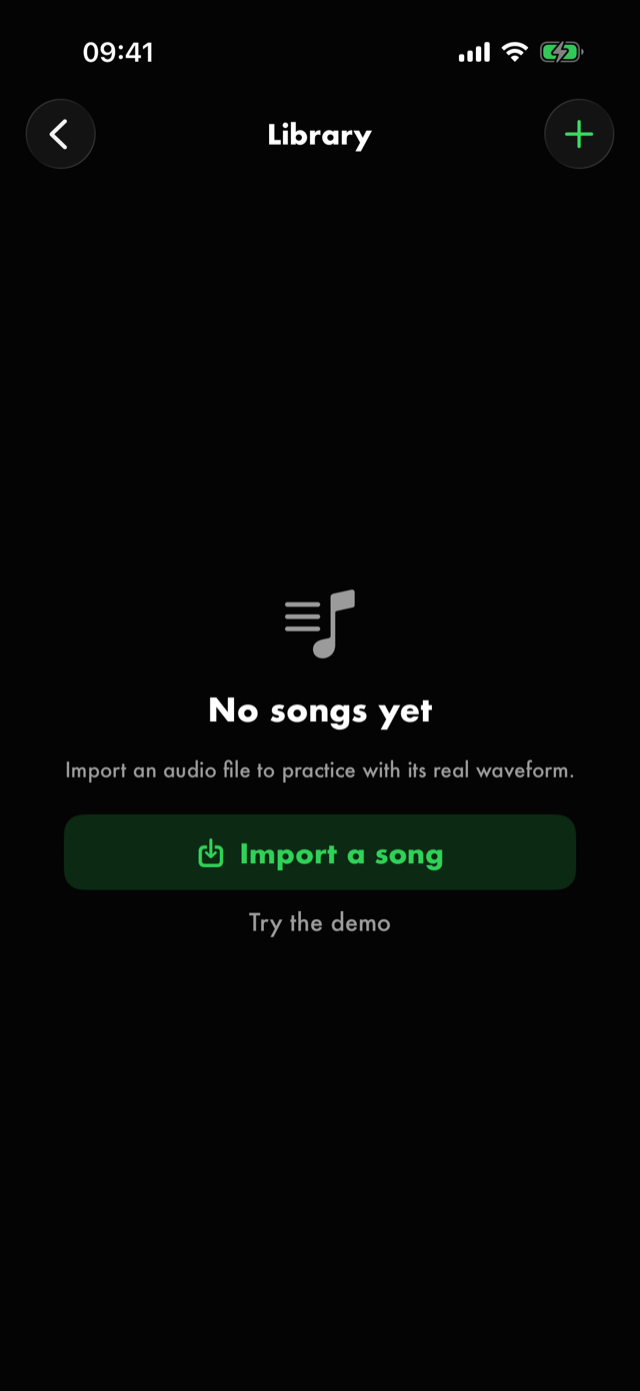 09:41
Library
No songs yet
Import an audio file to practice with its real waveform.
Import a song
Try the demo